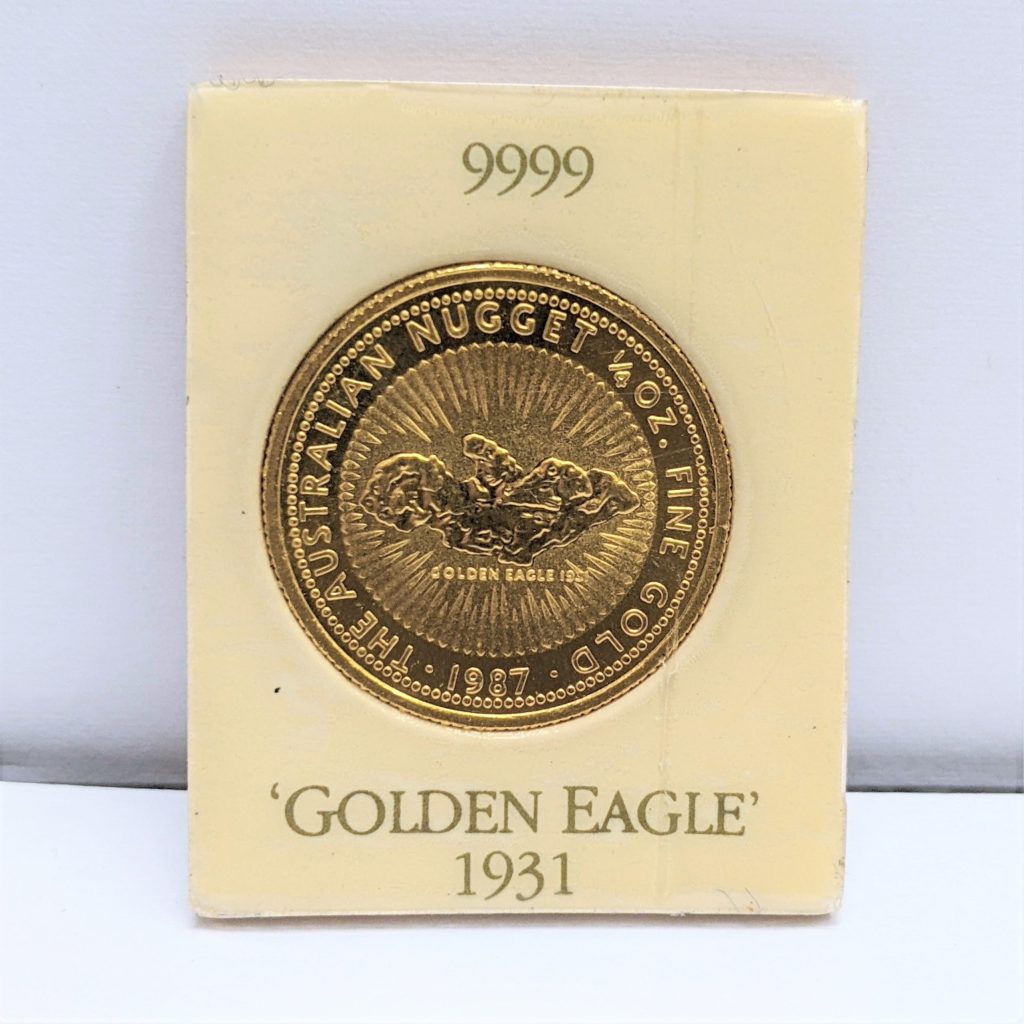 9999
THE AUSTRALIAN NUGGET ¼ OZ. FINE GOLD · 1987 ·
GOLDEN EAGLE 1931
'GOLDEN EAGLE'
1931